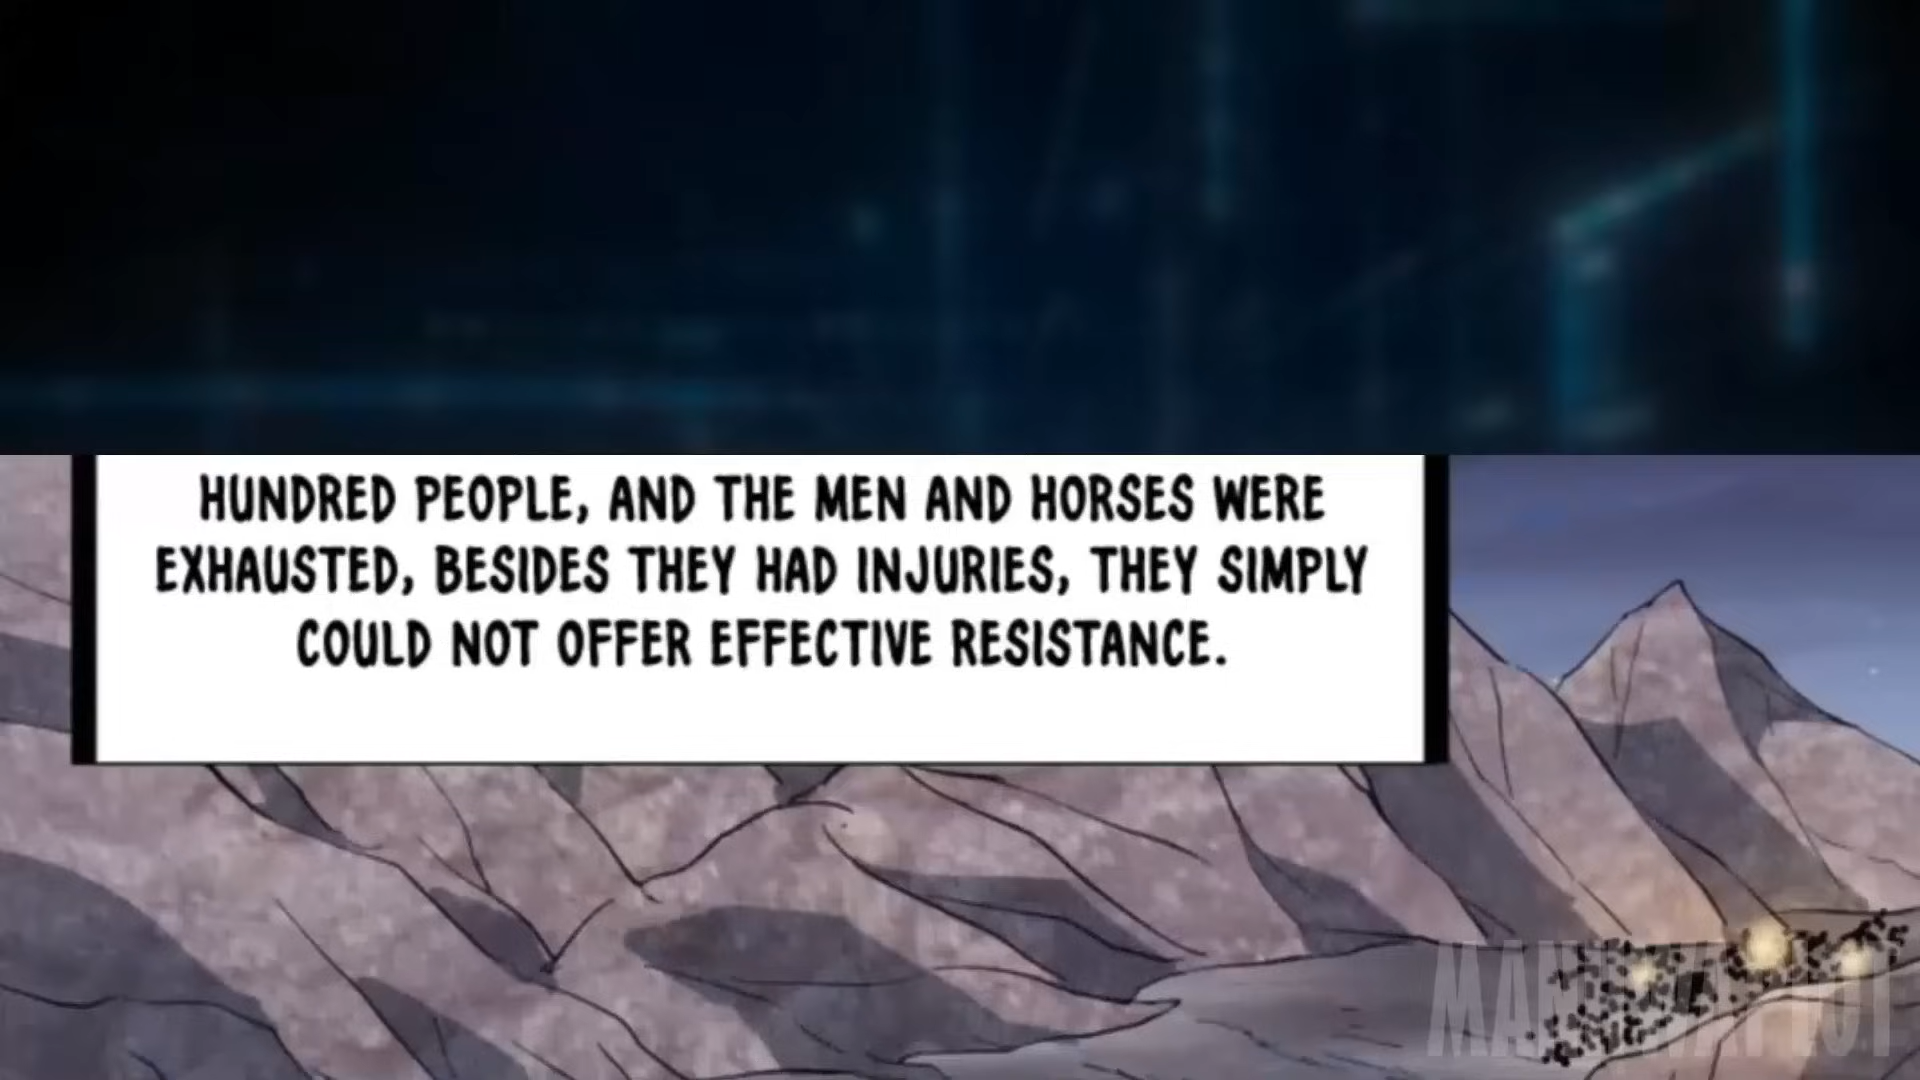 HUNDRED PEOPLE, AND THE MEN AND HORSES WERE
EXHAUSTED, BESIDES THEY HAD INJURIES, THEY SIMPLY
COULD NOT OFFER EFFECTIVE RESISTANCE.